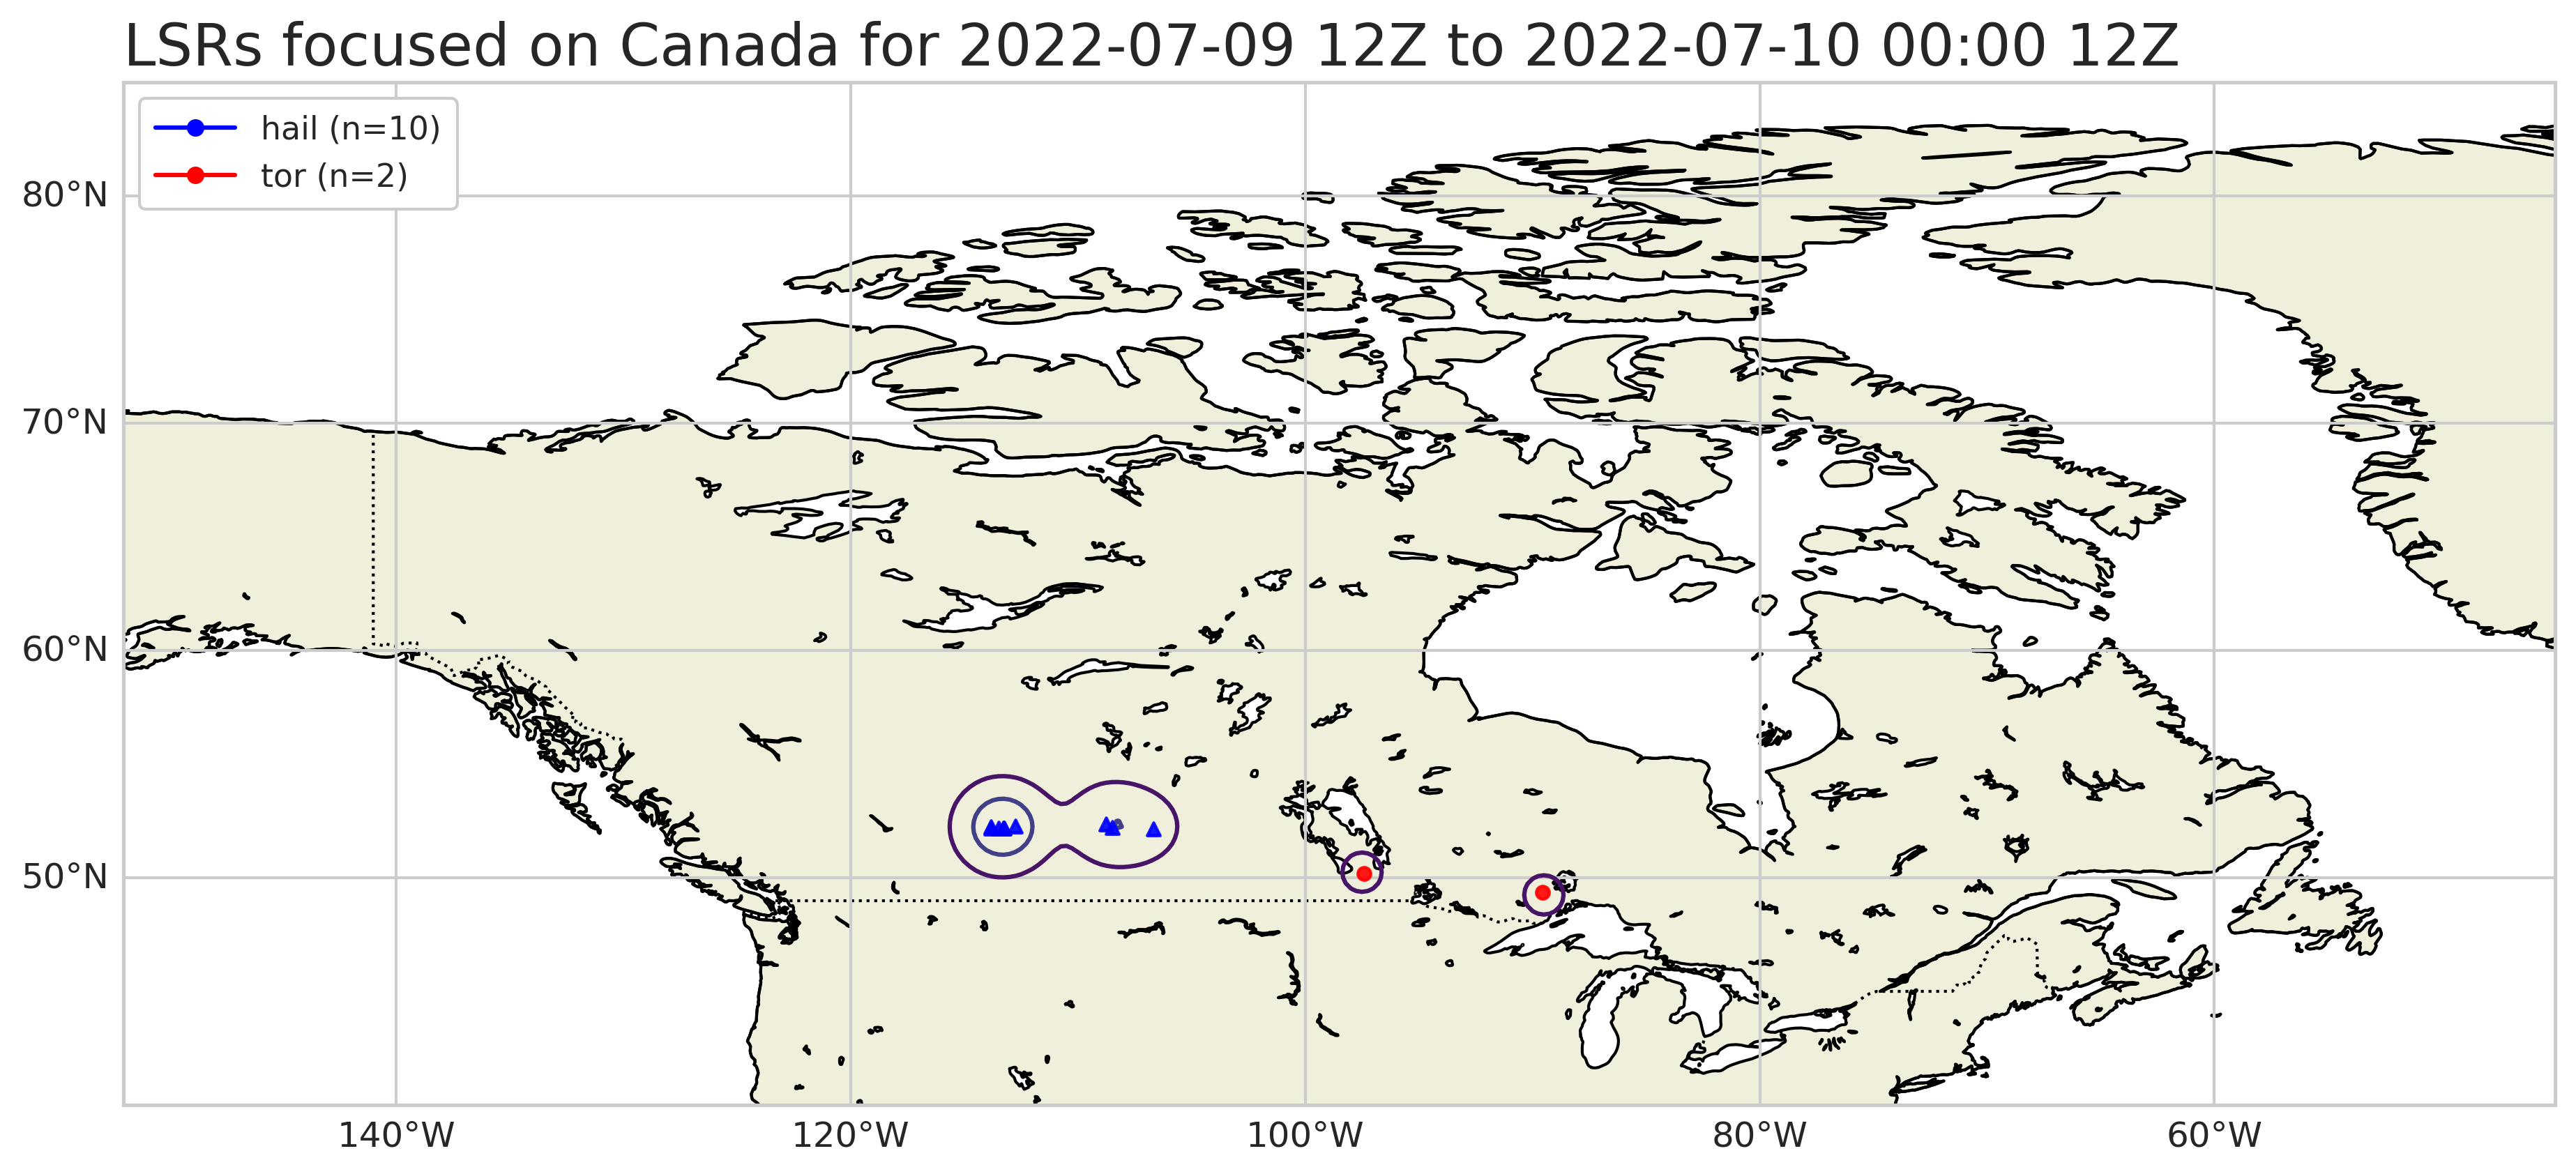 LSRs focused on Canada for 2022-07-09 12Z to 2022-07-10 00:00 12Z
hail (n=10)
tor (n=2)
80°N
70°N
60°N
50°N
140°W 120°W 100°W 80°W 60°W